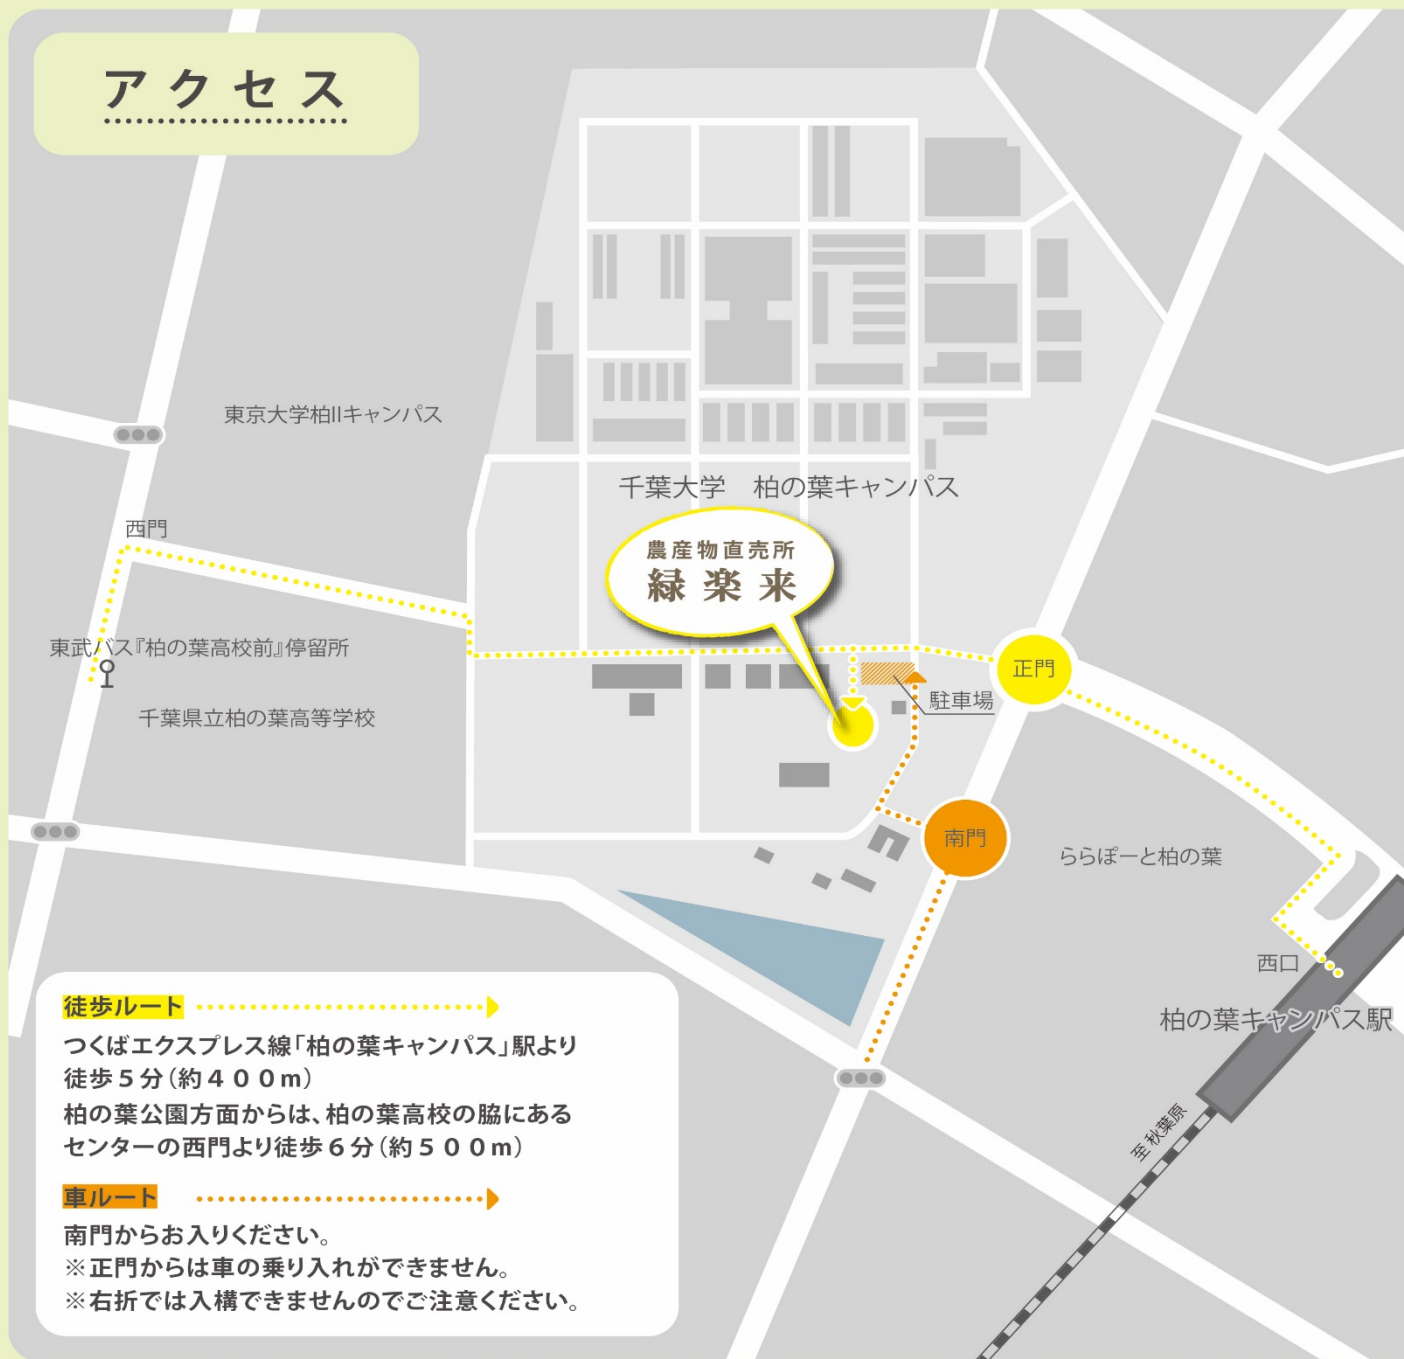 アクセス
東京大学柏IIキャンパス
千葉大学　柏の葉キャンパス
西門
農産物直売所
緑楽来
東武バス『柏の葉高校前』停留所
正門
駐車場
千葉県立柏の葉高等学校
南門
ららぽーと柏の葉
西口
柏の葉キャンパス駅
至 秋葉原
徒歩ルート
つくばエクスプレス線「柏の葉キャンパス」駅より
徒歩５分（約４００m）
柏の葉公園方面からは、柏の葉高校の脇にある
センターの西門より徒歩６分（約５００m）
車ルート
南門からお入りください。
※正門からは車の乗り入れができません。
※右折では入構できませんのでご注意ください。